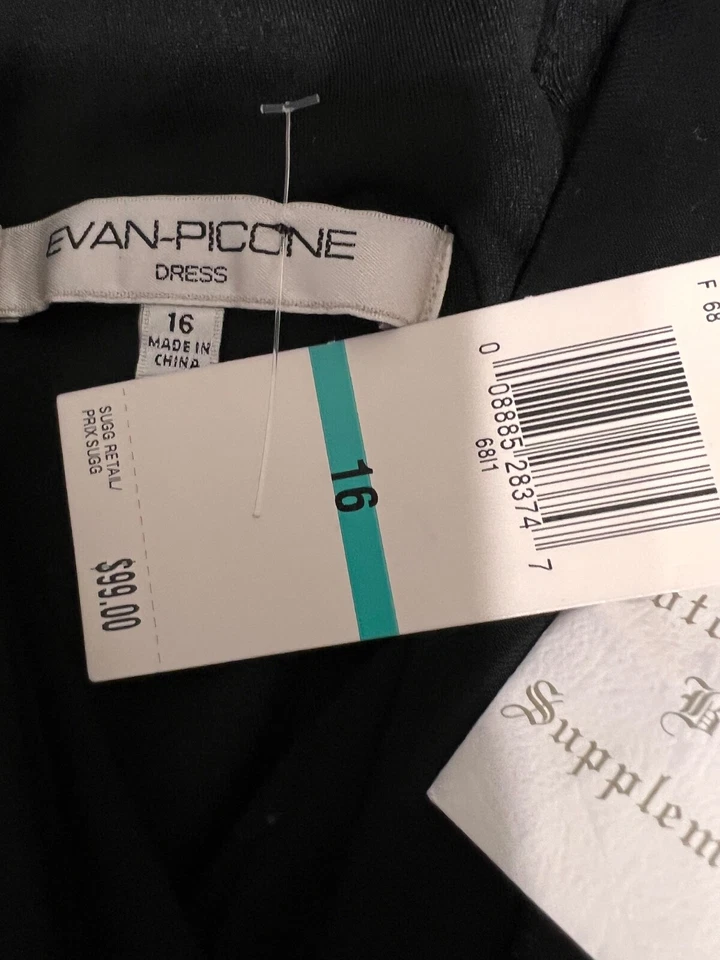 EVAN-PICONE
DRESS
16
MADE IN
CHINA
SUGG RETAIL/
PRIX SUGG
$99.00
16
68I1
0 08885 28374 7
F 68
Supplem